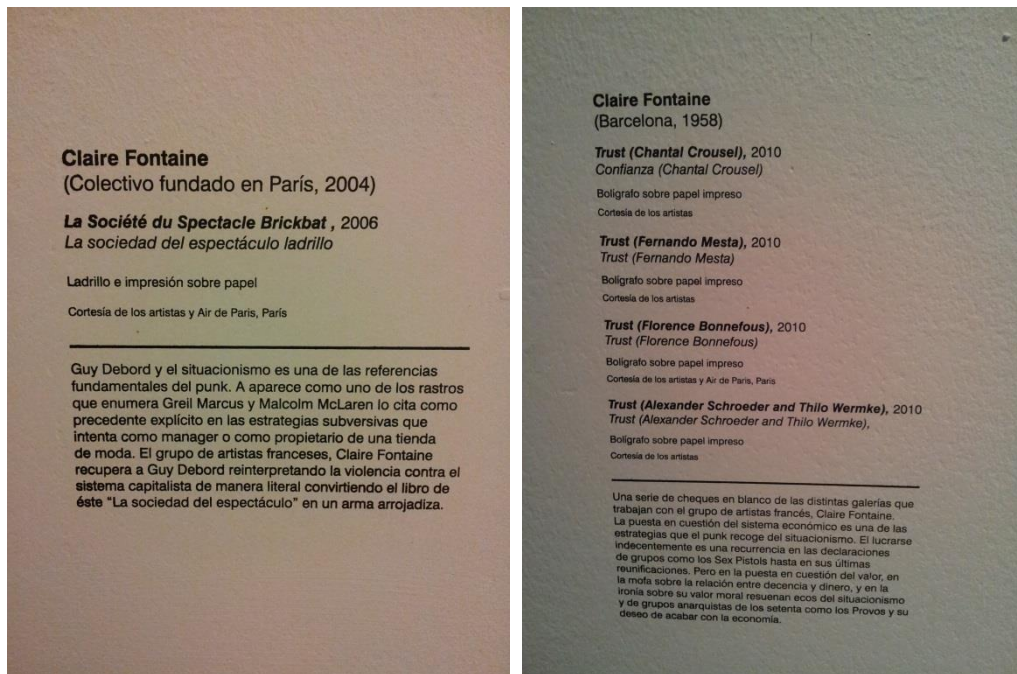 Claire Fontaine
(Colectivo fundado en París, 2004)
La Société du Spectacle Brickbat , 2006
La sociedad del espectáculo ladrillo
Ladrillo e impresión sobre papel
Cortesía de los artistas y Air de Paris, París
Guy Debord y el situacionismo es una de las referencias
fundamentales del punk. A aparece como uno de los rastros
que enumera Greil Marcus y Malcolm McLaren lo cita como
precedente explícito en las estrategias subversivas que
intenta como manager o como propietario de una tienda
de moda. El grupo de artistas franceses, Claire Fontaine
recupera a Guy Debord reinterpretando la violencia contra el
sistema capitalista de manera literal convirtiendo el libro de
éste “La sociedad del espectáculo” en un arma arrojadiza.
Claire Fontaine
(Barcelona, 1958)
Trust (Chantal Crousel), 2010
Confianza (Chantal Crousel)
Bolígrafo sobre papel impreso
Cortesía de los artistas
Trust (Fernando Mesta), 2010
Trust (Fernando Mesta)
Bolígrafo sobre papel impreso
Cortesía de los artistas
Trust (Florence Bonnefous), 2010
Trust (Florence Bonnefous)
Bolígrafo sobre papel impreso
Cortesía de los artistas y Air de Paris, Paris
Trust (Alexander Schroeder and Thilo Wermke), 2010
Trust (Alexander Schroeder and Thilo Wermke),
Bolígrafo sobre papel impreso
Cortesía de los artistas
Una serie de cheques en blanco de las distintas galerías que
trabajan con el grupo de artistas francés, Claire Fontaine.
La puesta en cuestión del sistema económico es una de las
estrategias que el punk recoge del situacionismo. El lucrarse
indecentemente es una recurrencia en las declaraciones
de grupos como los Sex Pistols hasta en sus últimas
reunificaciones. Pero en la puesta en cuestión del valor, en
la mofa sobre la relación entre decencia y dinero, y en la
ironía sobre su valor moral resuenan ecos del situacionismo
y de grupos anarquistas de los setenta como los Provos y su
deseo de acabar con la economía.